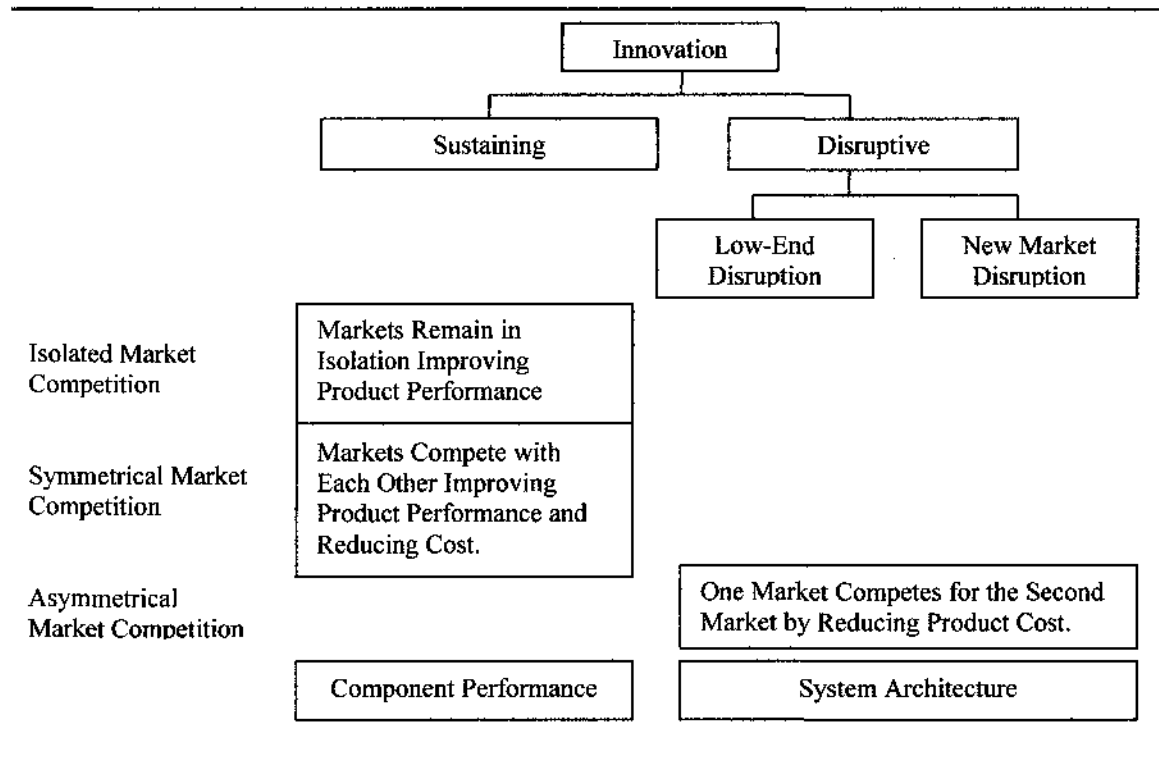 Innovation
Sustaining
Disruptive
Low-End
Disruption
New Market
Disruption
Isolated Market
Competition
Markets Remain in
Isolation Improving
Product Performance
Symmetrical Market
Competition
Markets Compete with
Each Other Improving
Product Performance and
Reducing Cost.
Asymmetrical
Market Competition
One Market Competes for the Second
Market by Reducing Product Cost.
Component Performance
System Architecture